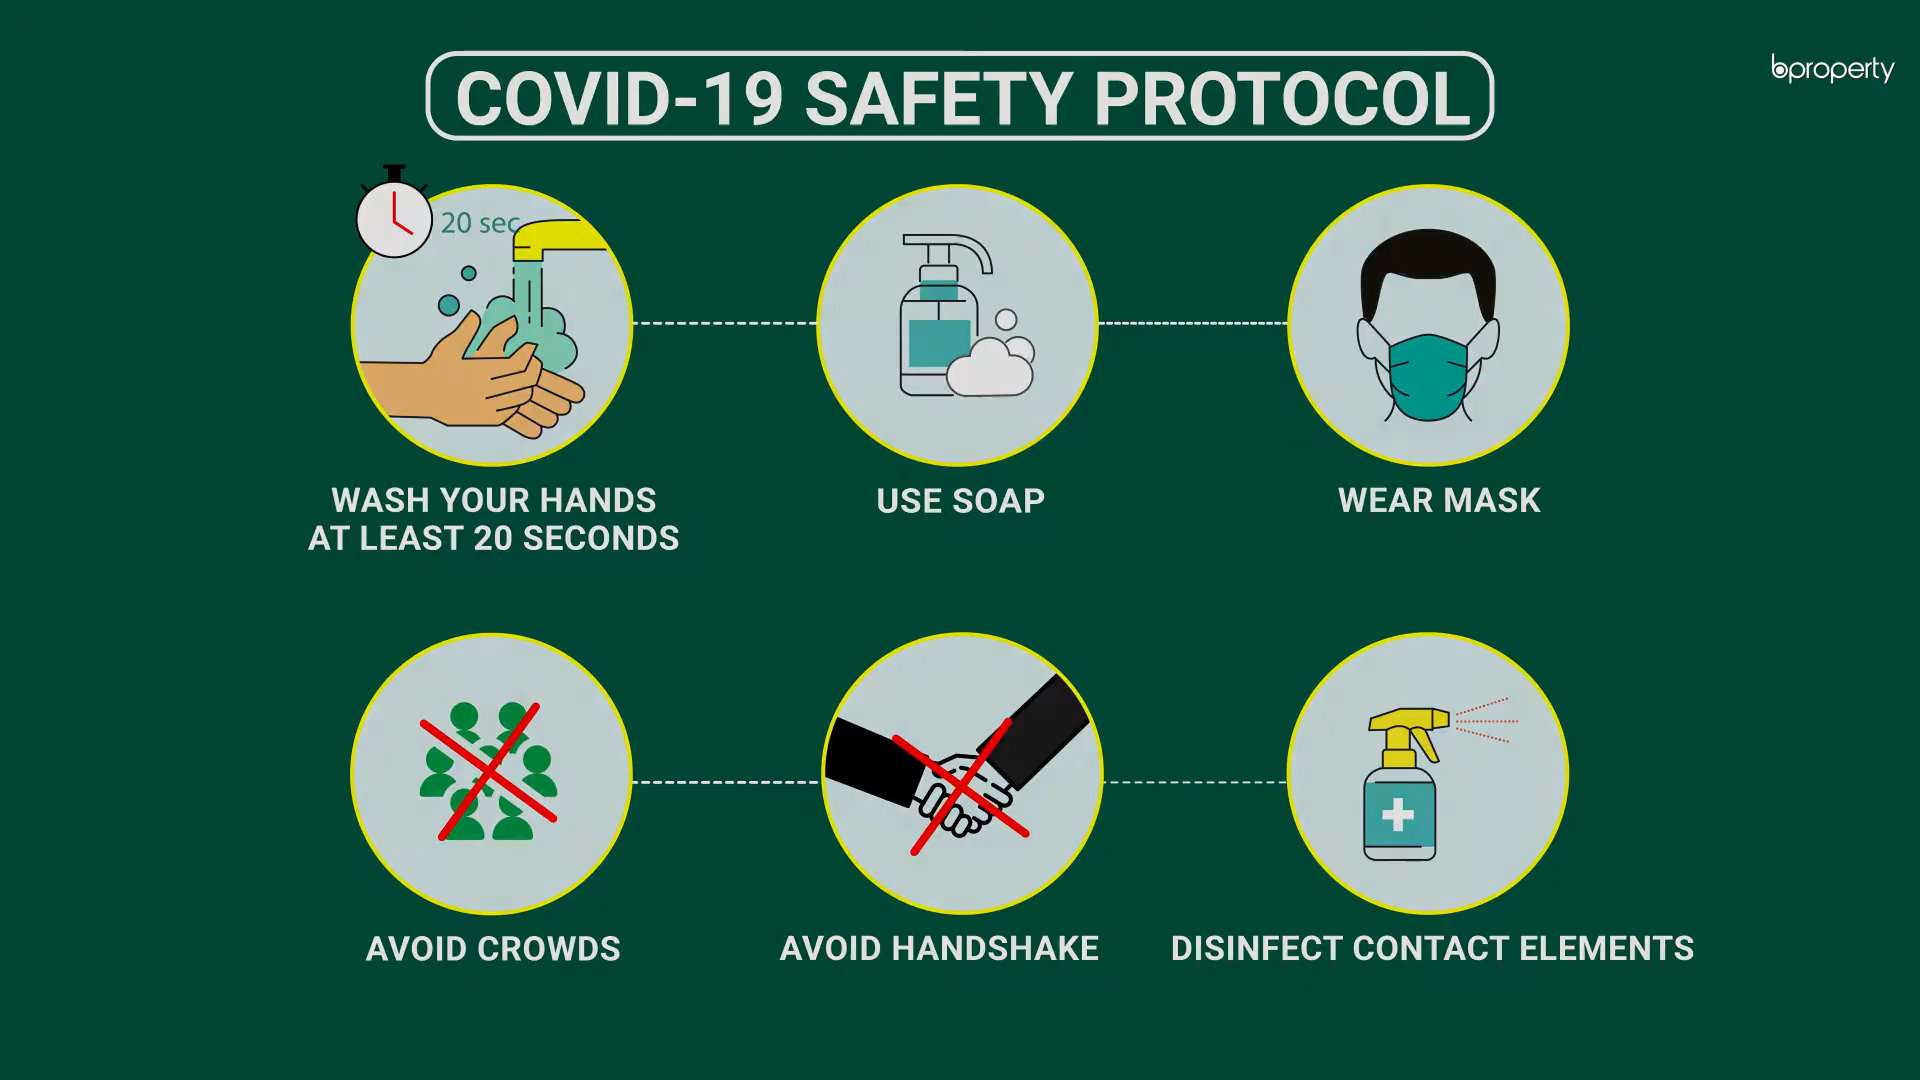 COVID-19 SAFETY PROTOCOL
bproperty
20 sec
WASH YOUR HANDS
AT LEAST 20 SECONDS
USE SOAP
WEAR MASK
AVOID CROWDS
AVOID HANDSHAKE
DISINFECT CONTACT ELEMENTS